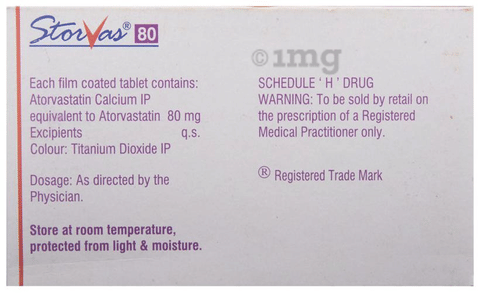 Storvas® 80
1mg
Each film coated tablet contains:
Atorvastatin Calcium IP
equivalent to Atorvastatin 80 mg
Excipients q.s.
Colour: Titanium Dioxide IP
Dosage: As directed by the
Physician.
Store at room temperature,
protected from light & moisture.
SCHEDULE ‘ H ’ DRUG
WARNING: To be sold by retail on
the prescription of a Registered
Medical Practitioner only.
® Registered Trade Mark